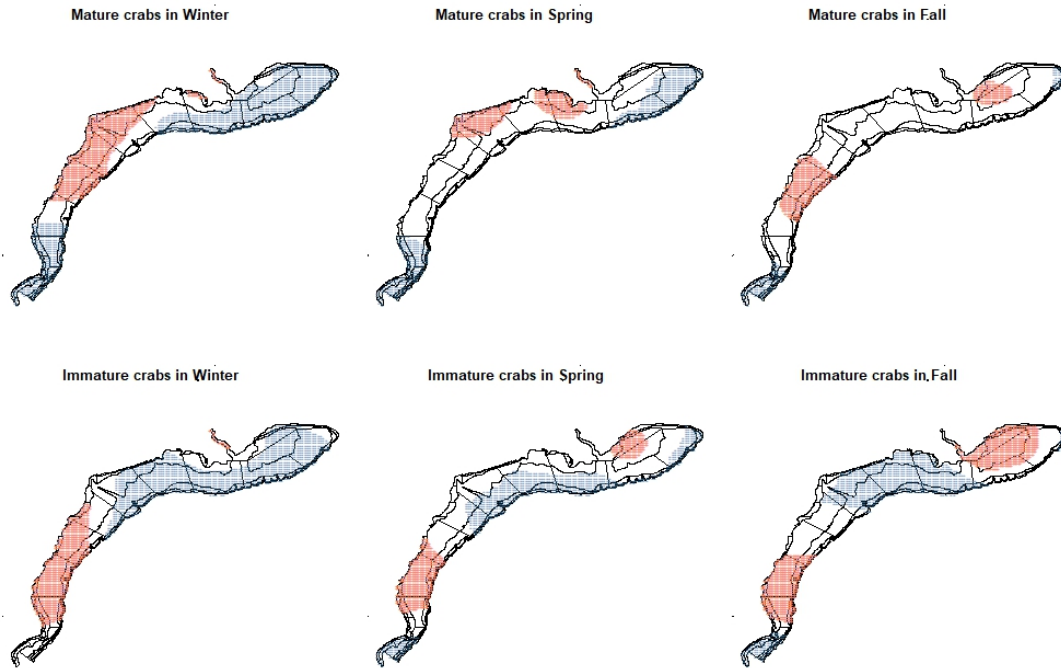 Mature crabs in Winter
Mature crabs in Spring
Mature crabs in Fall
Immature crabs in Winter
Immature crabs in Spring
Immature crabs in Fall